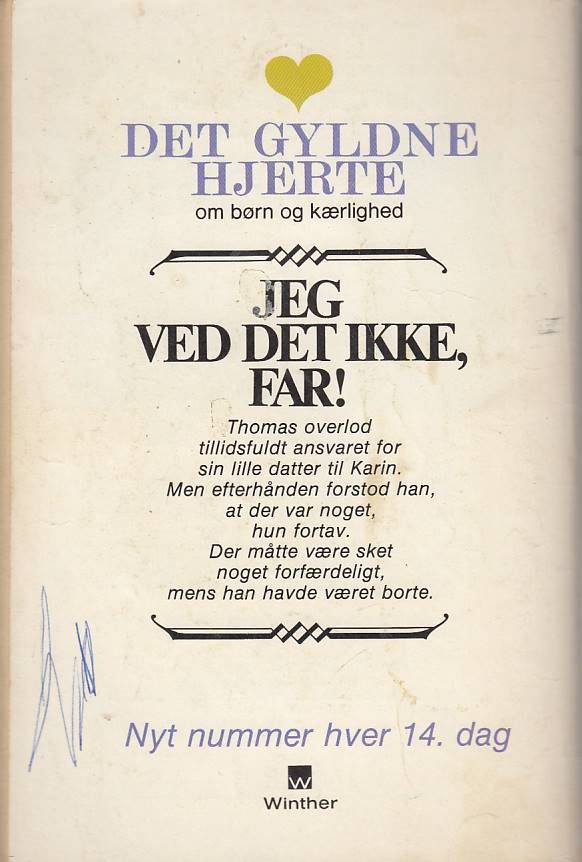 DET GYLDNE
HJERTE
om børn og kærlighed
JEG
VED DET IKKE,
FAR!
Thomas overlod
tillidsfuldt ansvaret for
sin lille datter til Karin.
Men efterhånden forstod han,
at der var noget,
hun fortav.
Der måtte være sket
noget forfærdeligt,
mens han havde været borte.
Nyt nummer hver 14. dag
W
Winther